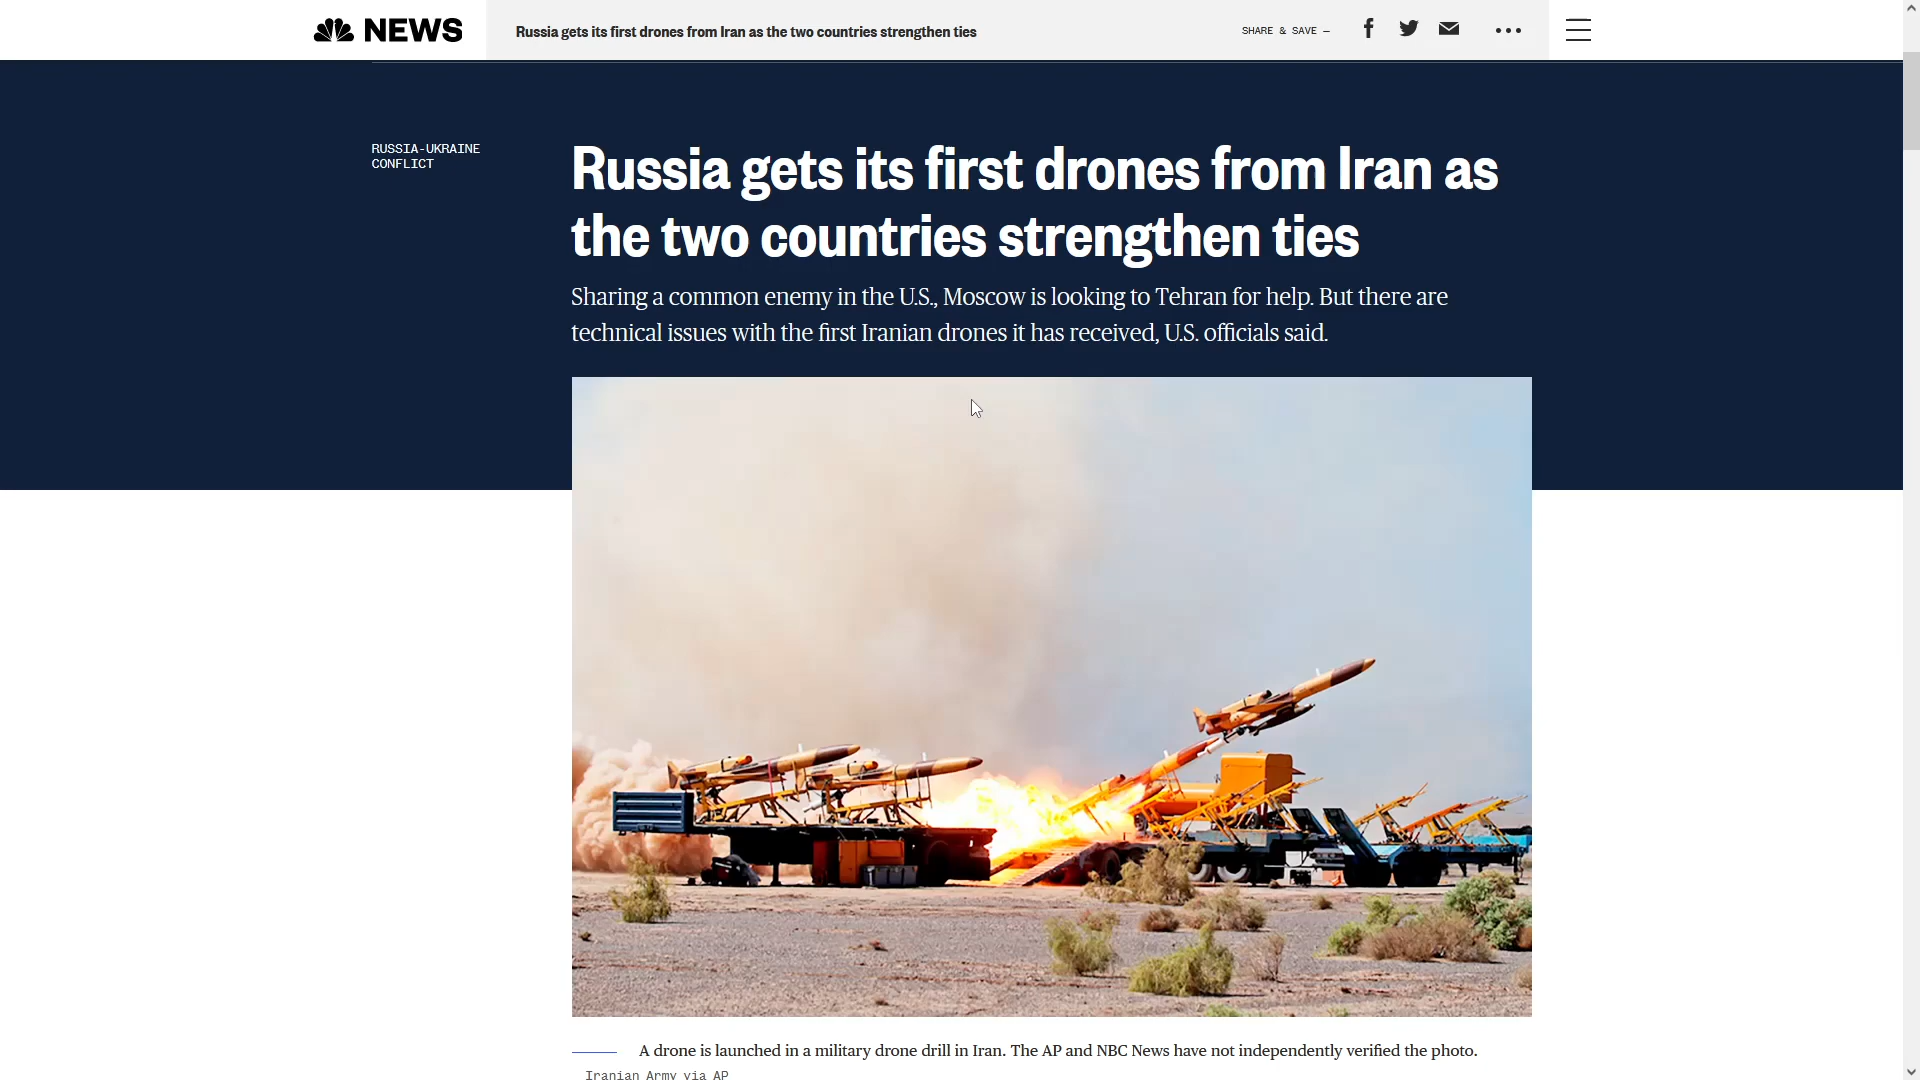 NEWS
Russia gets its first drones from Iran as the two countries strengthen ties
SHARE & SAVE —
RUSSIA-UKRAINE
CONFLICT
Russia gets its first drones from Iran as
the two countries strengthen ties
Sharing a common enemy in the U.S., Moscow is looking to Tehran for help. But there are
technical issues with the first Iranian drones it has received, U.S. officials said.
A drone is launched in a military drone drill in Iran. The AP and NBC News have not independently verified the photo.
Iranian Army via AP